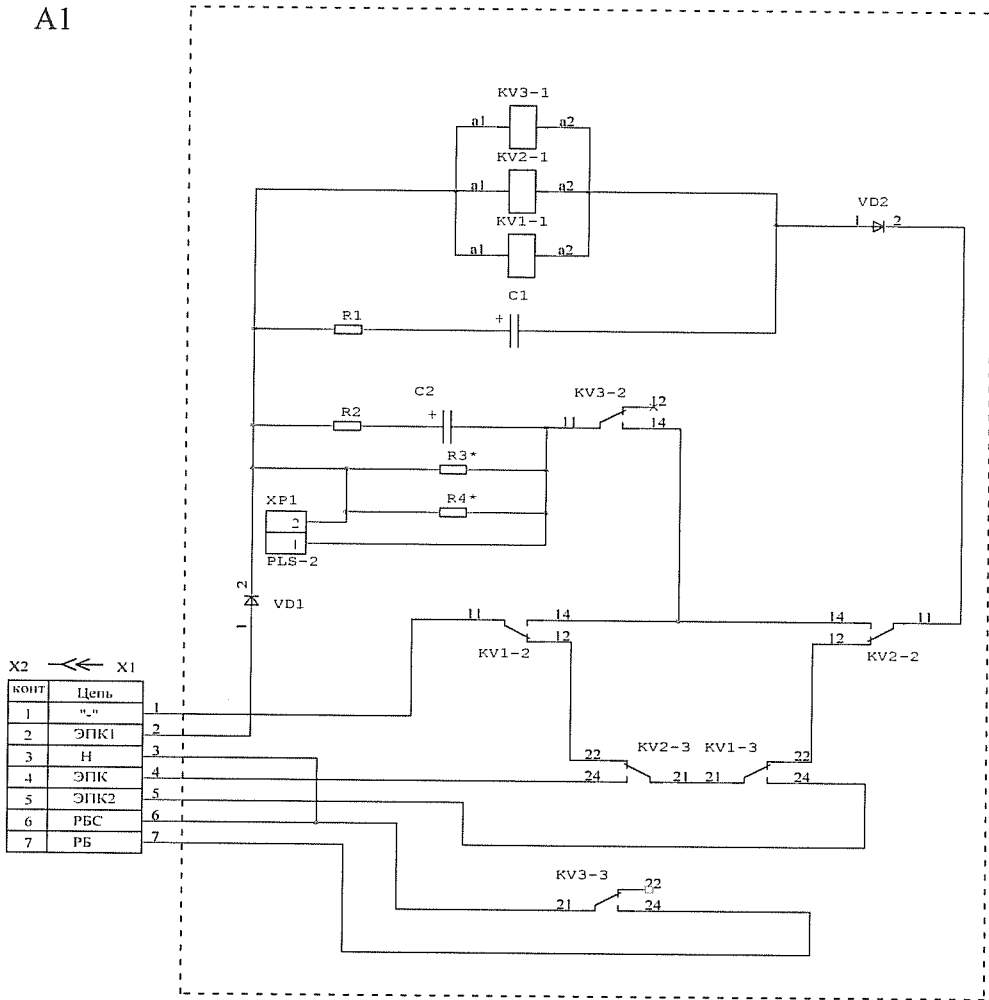 A1
KV3-1
a1 a2
KV2-1
a1 a2
KV1-1
a1 a2
VD2
1 2
C1
+
R1
C2
+
R2
KV3-2
11
12
14
R3*
R4*
XP1
2
1
PLS-2
2
VD1
1
11
14
12
KV1-2
14
12
11
KV2-2
X2 X1
конт Цепь
1 "-" 1
2 ЭПК1 2
3 Н 3
4 ЭПК 4
5 ЭПК2 5
6 РБС 6
7 РБ 7
22
24
KV2-3 KV1-3
21 21
22
24
KV3-3
21
22
24